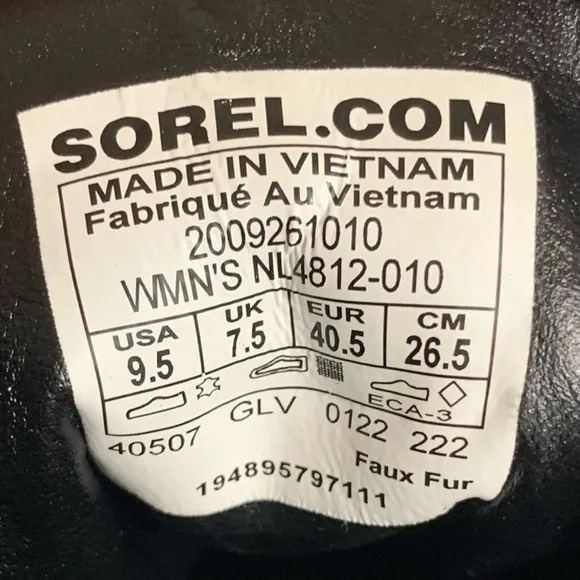 SOREL.COM
MADE IN VIETNAM
Fabriqué Au Vietnam
2009261010
WMN'S NL4812-010
USA UK EUR CM
9.5 7.5 40.5 26.5
ECA-3
40507 GLV 0122 222
Faux Fur
194895797111